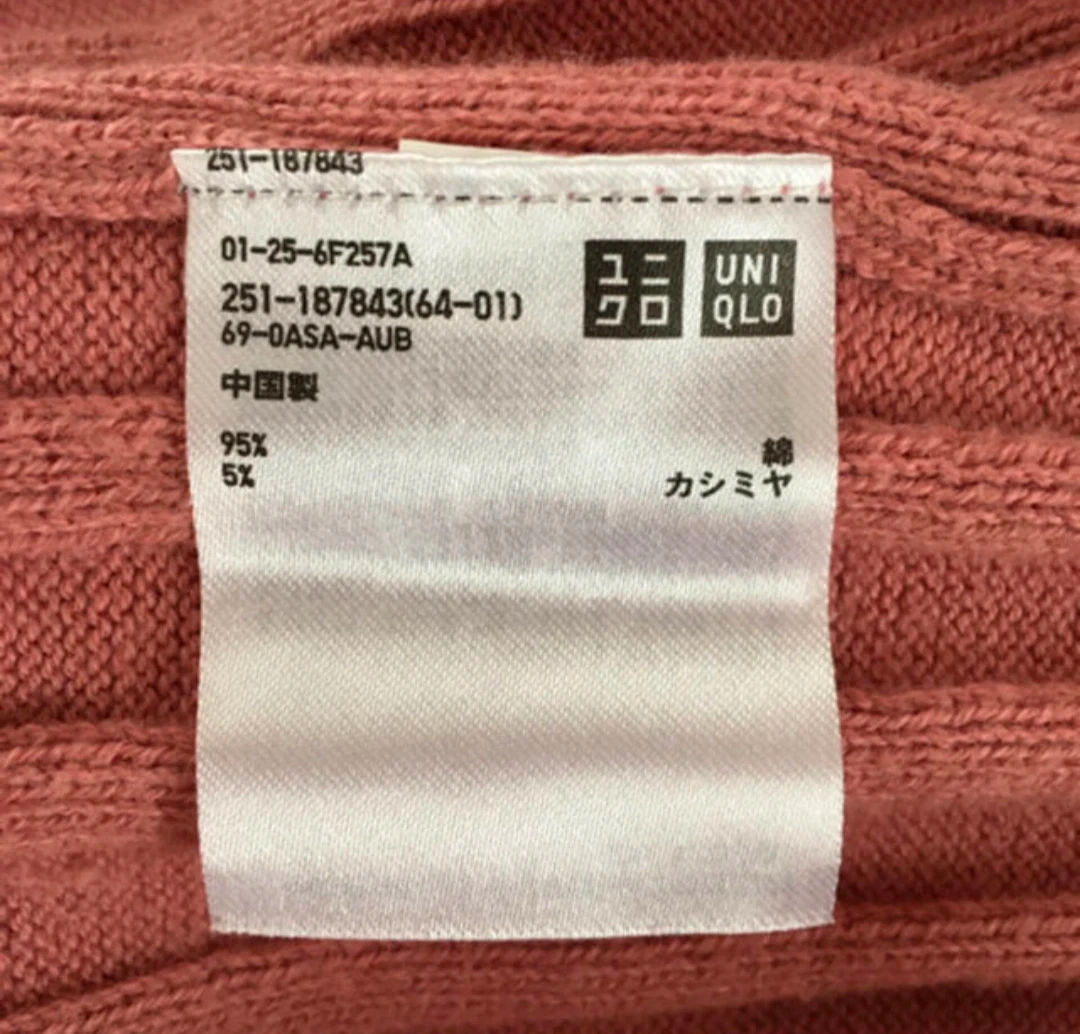 251-187843
01-25-6F257A
251-187843(64-01)
69-0ASA-AUB
中国製
ユニ
クロ
UNI
QLO
95% 綿
5% カシミヤ